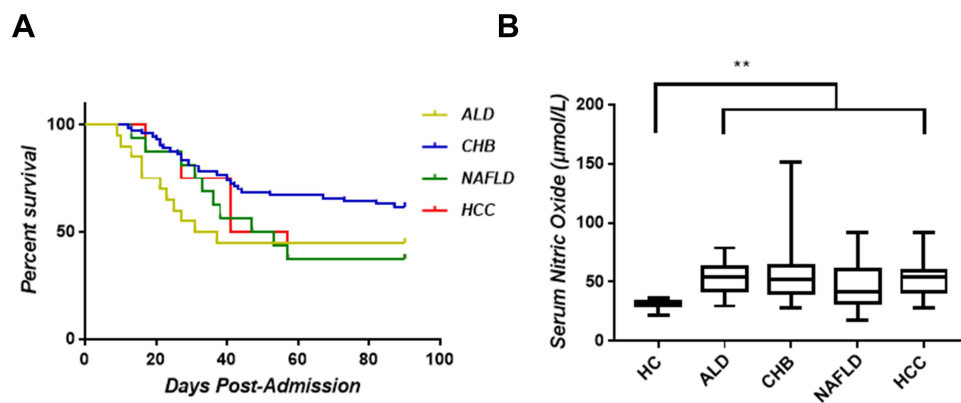 A
B
Percent survival
100
50
0
0
20
40
60
80
100
Days Post-Admission
ALD
CHB
NAFLD
HCC
**
Serum Nitric Oxide (μmol/L)
200
150
100
50
0
HC
ALD
CHB
NAFLD
HCC